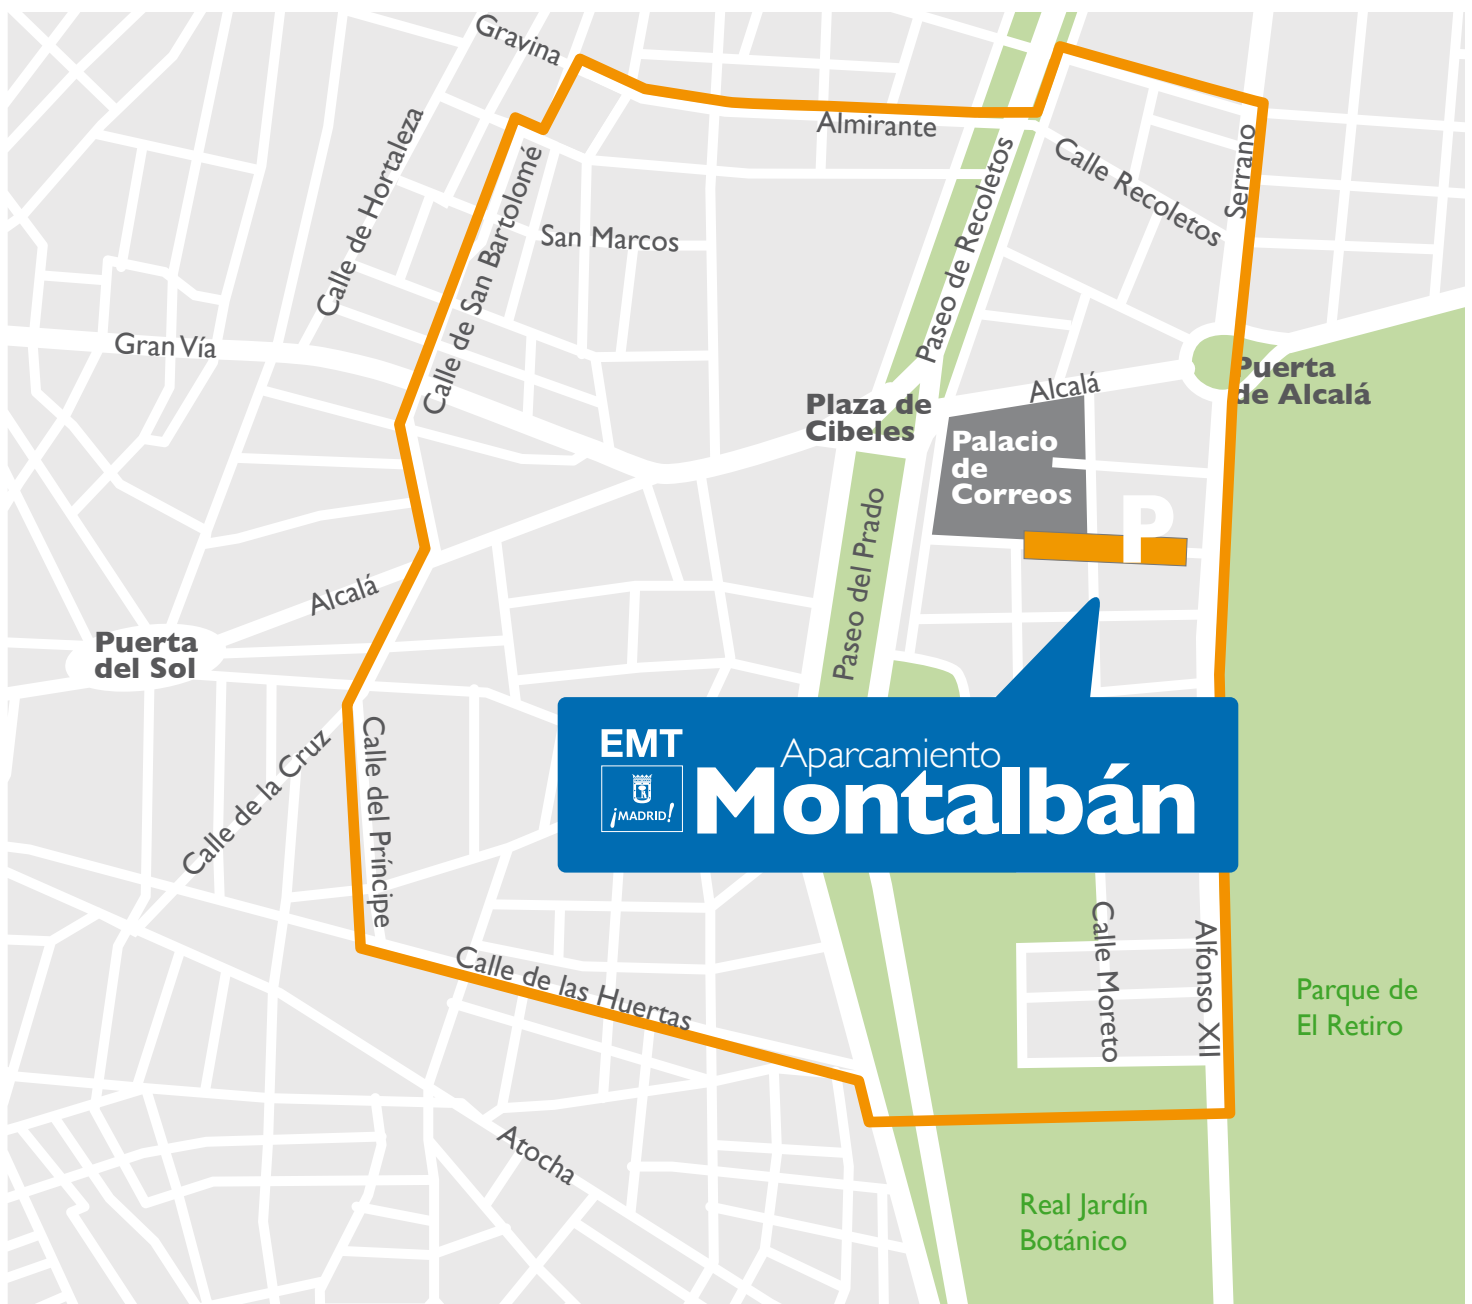 Gravina
Almirante
Calle de Hortaleza
Calle de San Bartolomé
San Marcos
Paseo de Recoletos
Calle Recoletos
Serrano
Gran Vía
Puerta
de Alcalá
Alcalá
Plaza de
Cibeles
Palacio
de
Correos
P
Paseo del Prado
Alcalá
Puerta
del Sol
Calle de la Cruz
Calle del Príncipe
EMT
¡MADRID!
Aparcamiento
Montalbán
Calle de las Huertas
Calle Moreto
Alfonso XII
Parque de
El Retiro
Atocha
Real Jardín
Botánico